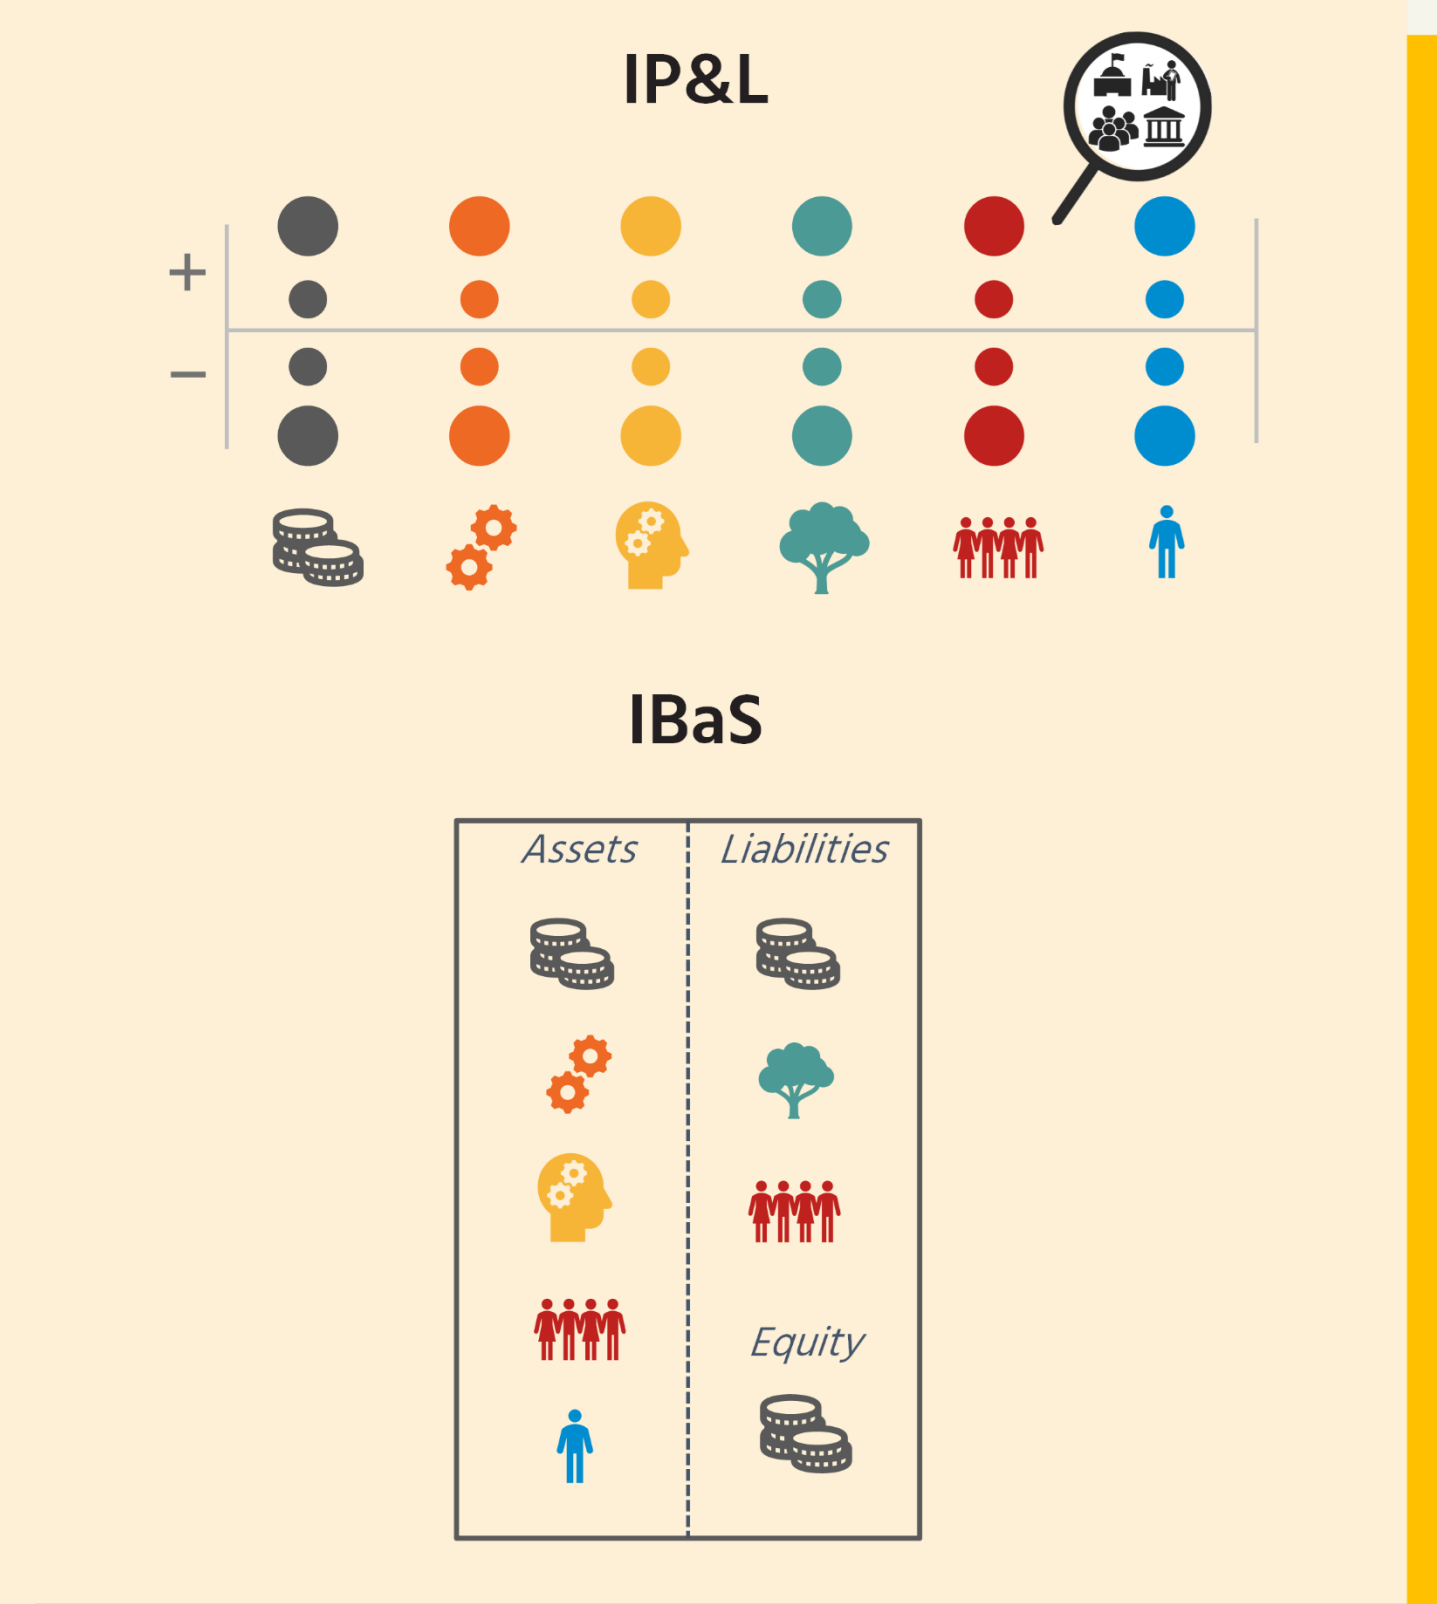 IP&L
+
−
IBaS
Assets
Liabilities
Equity